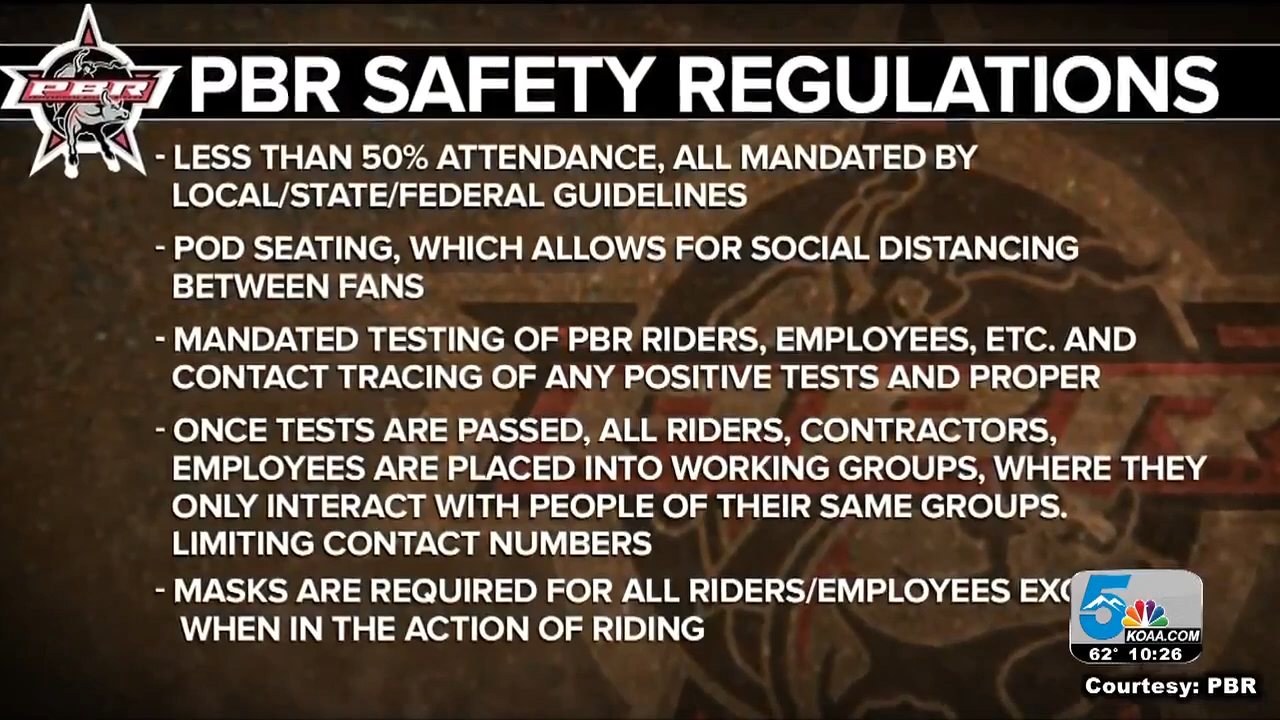 PBR
PBR SAFETY REGULATIONS
- LESS THAN 50% ATTENDANCE, ALL MANDATED BY
LOCAL/STATE/FEDERAL GUIDELINES
- POD SEATING, WHICH ALLOWS FOR SOCIAL DISTANCING
BETWEEN FANS
- MANDATED TESTING OF PBR RIDERS, EMPLOYEES, ETC. AND
CONTACT TRACING OF ANY POSITIVE TESTS AND PROPER
- ONCE TESTS ARE PASSED, ALL RIDERS, CONTRACTORS,
EMPLOYEES ARE PLACED INTO WORKING GROUPS, WHERE THEY
ONLY INTERACT WITH PEOPLE OF THEIR SAME GROUPS.
LIMITING CONTACT NUMBERS
- MASKS ARE REQUIRED FOR ALL RIDERS/EMPLOYEES
WHEN IN THE ACTION OF RIDING
5
KOAA.COM
62° 10:26
Courtesy: PBR